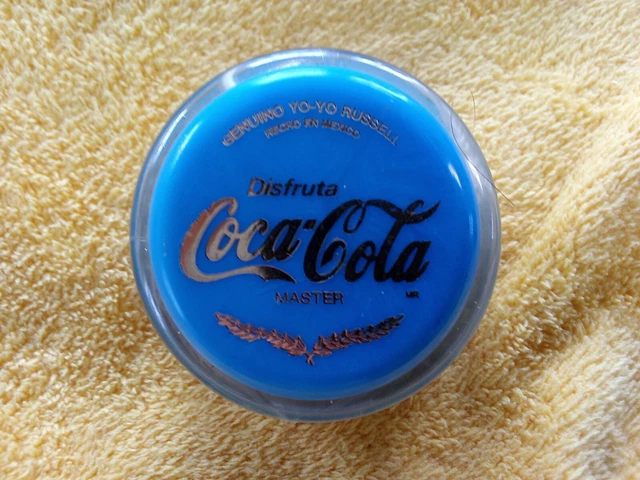 GENUINO YO-YO RUSSELL
HECHO EN MEXICO
Disfruta
Coca-Cola
MASTER
MR